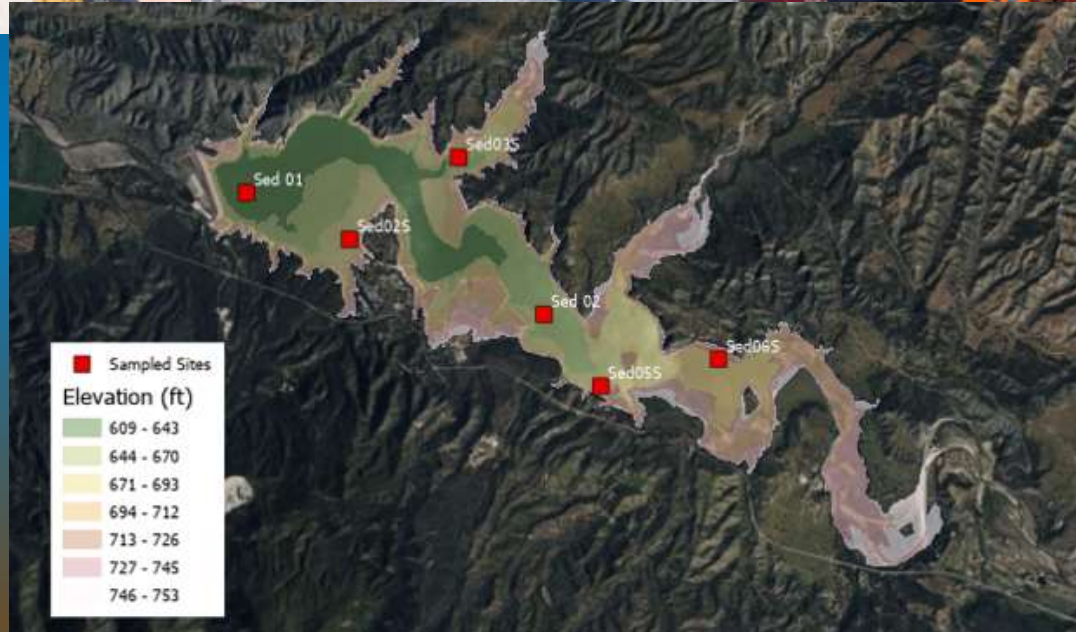 Sed03S
Sed 01
Sed02S
Sed 02
Sed06S
Sed05S
Sampled Sites
Elevation (ft)
609 - 643
644 - 670
671 - 693
694 - 712
713 - 726
727 - 745
746 - 753